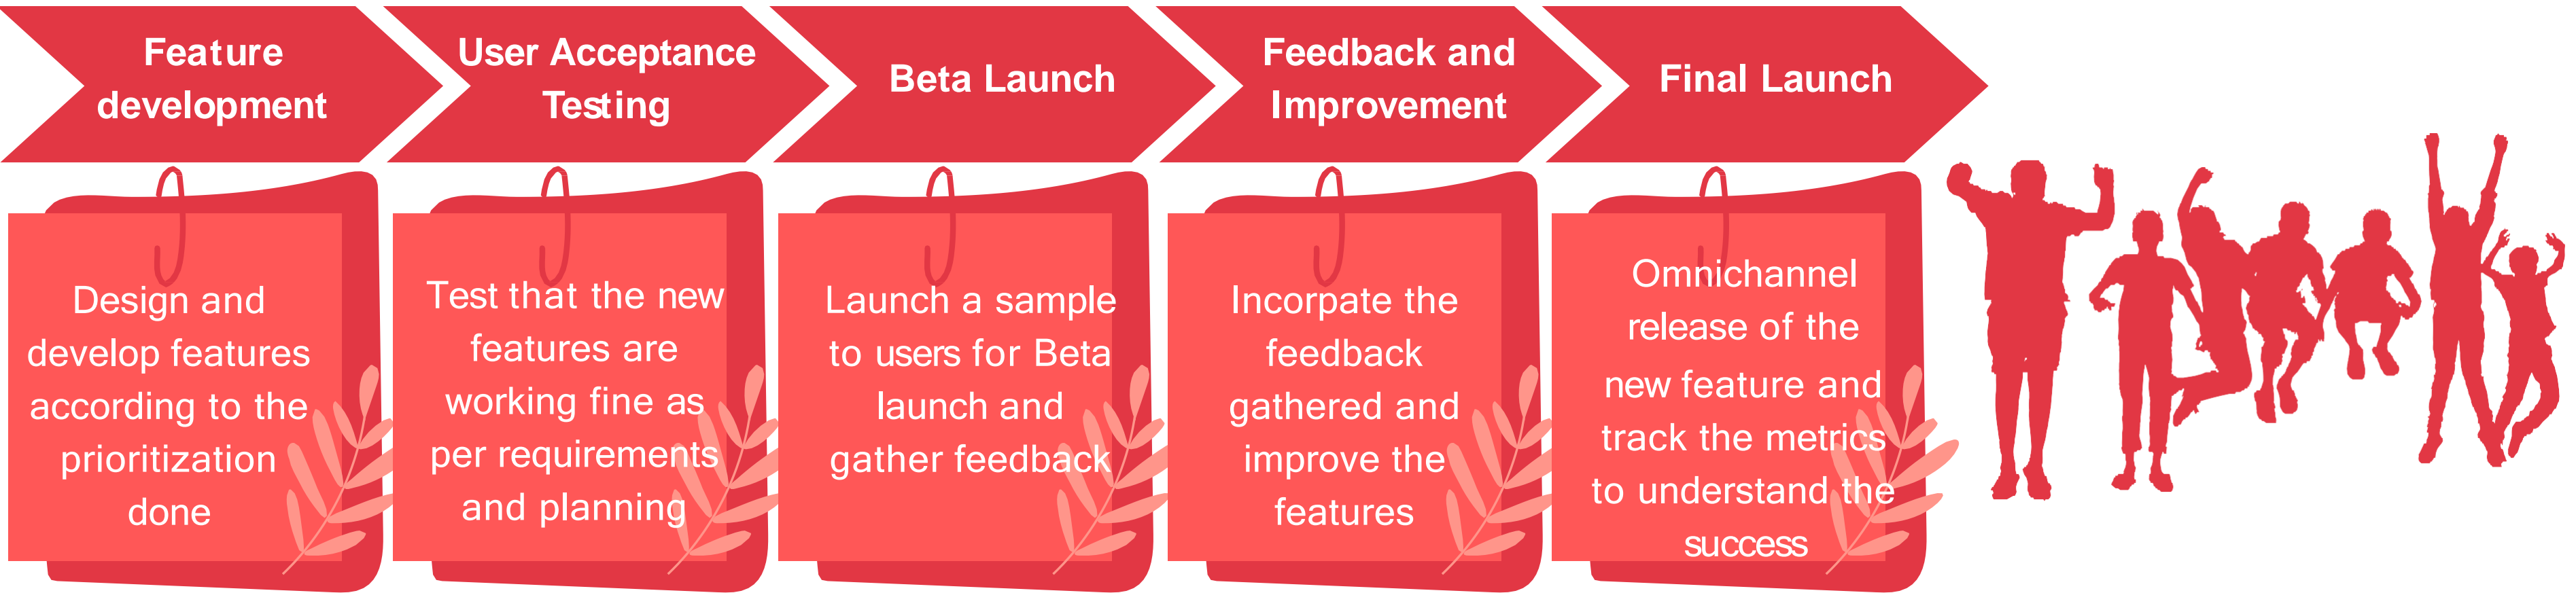 Feature
development
User Acceptance
Testing
Beta Launch
Feedback and
Improvement
Final Launch
Design and
develop features
according to the
prioritization
done
Test that the new
features are
working fine as
per requirements
and planning
Launch a sample
to users for Beta
launch and
gather feedback
Incorpate the
feedback
gathered and
improve the
features
Omnichannel
release of the
new feature and
track the metrics
to understand the
success